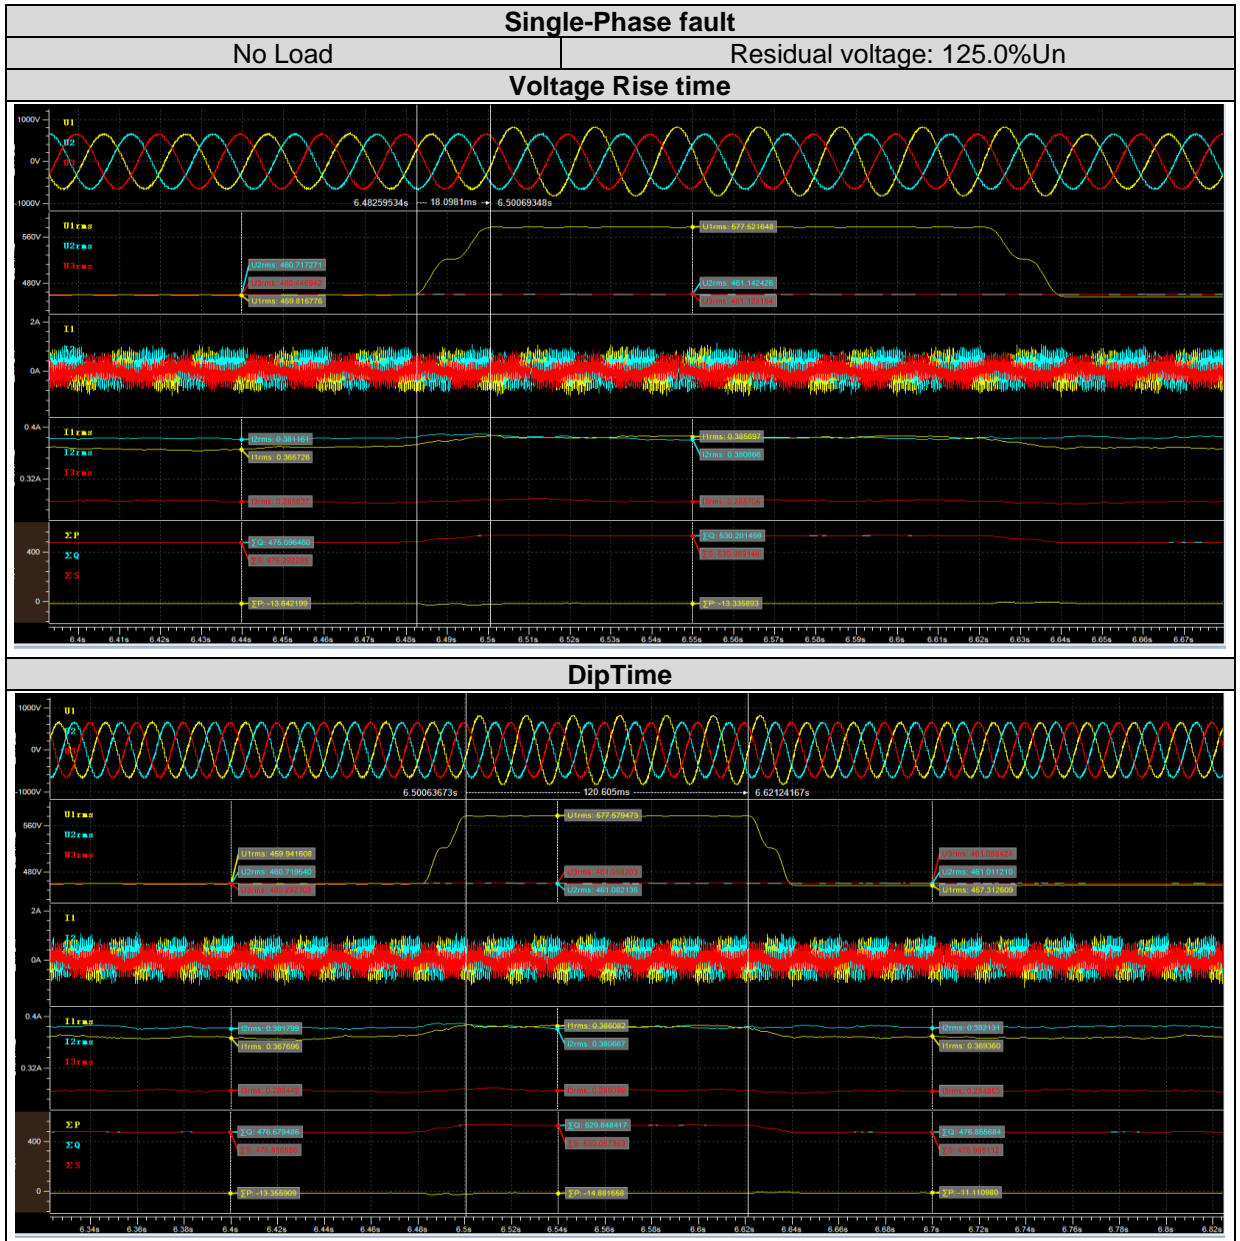 Single-Phase fault
No Load
Residual voltage: 125.0%Un
Voltage Rise time
1000V
U1
U2
0V
-1000V
6.48259534s
18.0981ms
6.50069348s
U1rms
560V
U2rms
U3rms
480V
U2rms: 460.717271
U1rms: 459.816776
U1rms: 577.621648
U2rms: 461.142426
2A
I1
0A
0.4A
I1rms
I2rms
I3rms
0.32A
I2rms: 0.381161
I1rms: 0.365726
I1rms: 0.385697
I2rms: 0.380866
ΣP
400
ΣQ
ΣS
0
ΣQ: 475.096460
ΣP: -13.642199
ΣQ: 530.201459
ΣP: -13.336893
6.4s 6.41s 6.42s 6.43s 6.44s 6.45s 6.46s 6.47s 6.48s 6.49s 6.5s 6.51s 6.52s 6.53s 6.54s 6.55s 6.56s 6.57s 6.58s 6.59s 6.6s 6.61s 6.62s 6.63s 6.64s 6.65s 6.66s 6.67s
DipTime
1000V
U1
0V
-1000V
6.50063673s
120.605ms
6.62124167s
U1rms
560V
U2rms
U3rms
480V
U1rms: 459.941608
U2rms: 460.719640
U1rms: 577.579473
U2rms: 461.082136
U2rms: 461.011210
U1rms: 457.312609
2A
I1
0A
0.4A
I1rms
I2rms
I3rms
0.32A
I2rms: 0.381799
I1rms: 0.367696
I1rms: 0.386082
I2rms: 0.380667
I2rms: 0.382131
I1rms: 0.369360
ΣP
400
ΣQ
ΣS
0
ΣQ: 476.679486
ΣP: -13.355909
ΣQ: 529.848417
ΣP: -14.881658
ΣQ: 476.855684
ΣP: -11.110980
6.34s 6.36s 6.38s 6.4s 6.42s 6.44s 6.46s 6.48s 6.5s 6.52s 6.54s 6.56s 6.58s 6.6s 6.62s 6.64s 6.66s 6.68s 6.7s 6.72s 6.74s 6.76s 6.78s 6.8s 6.82s